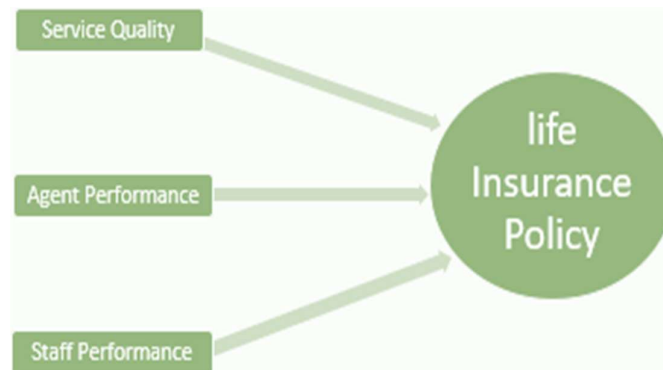 Service Quality
life
Insurance
Policy
Agent Performance
Staff Performance